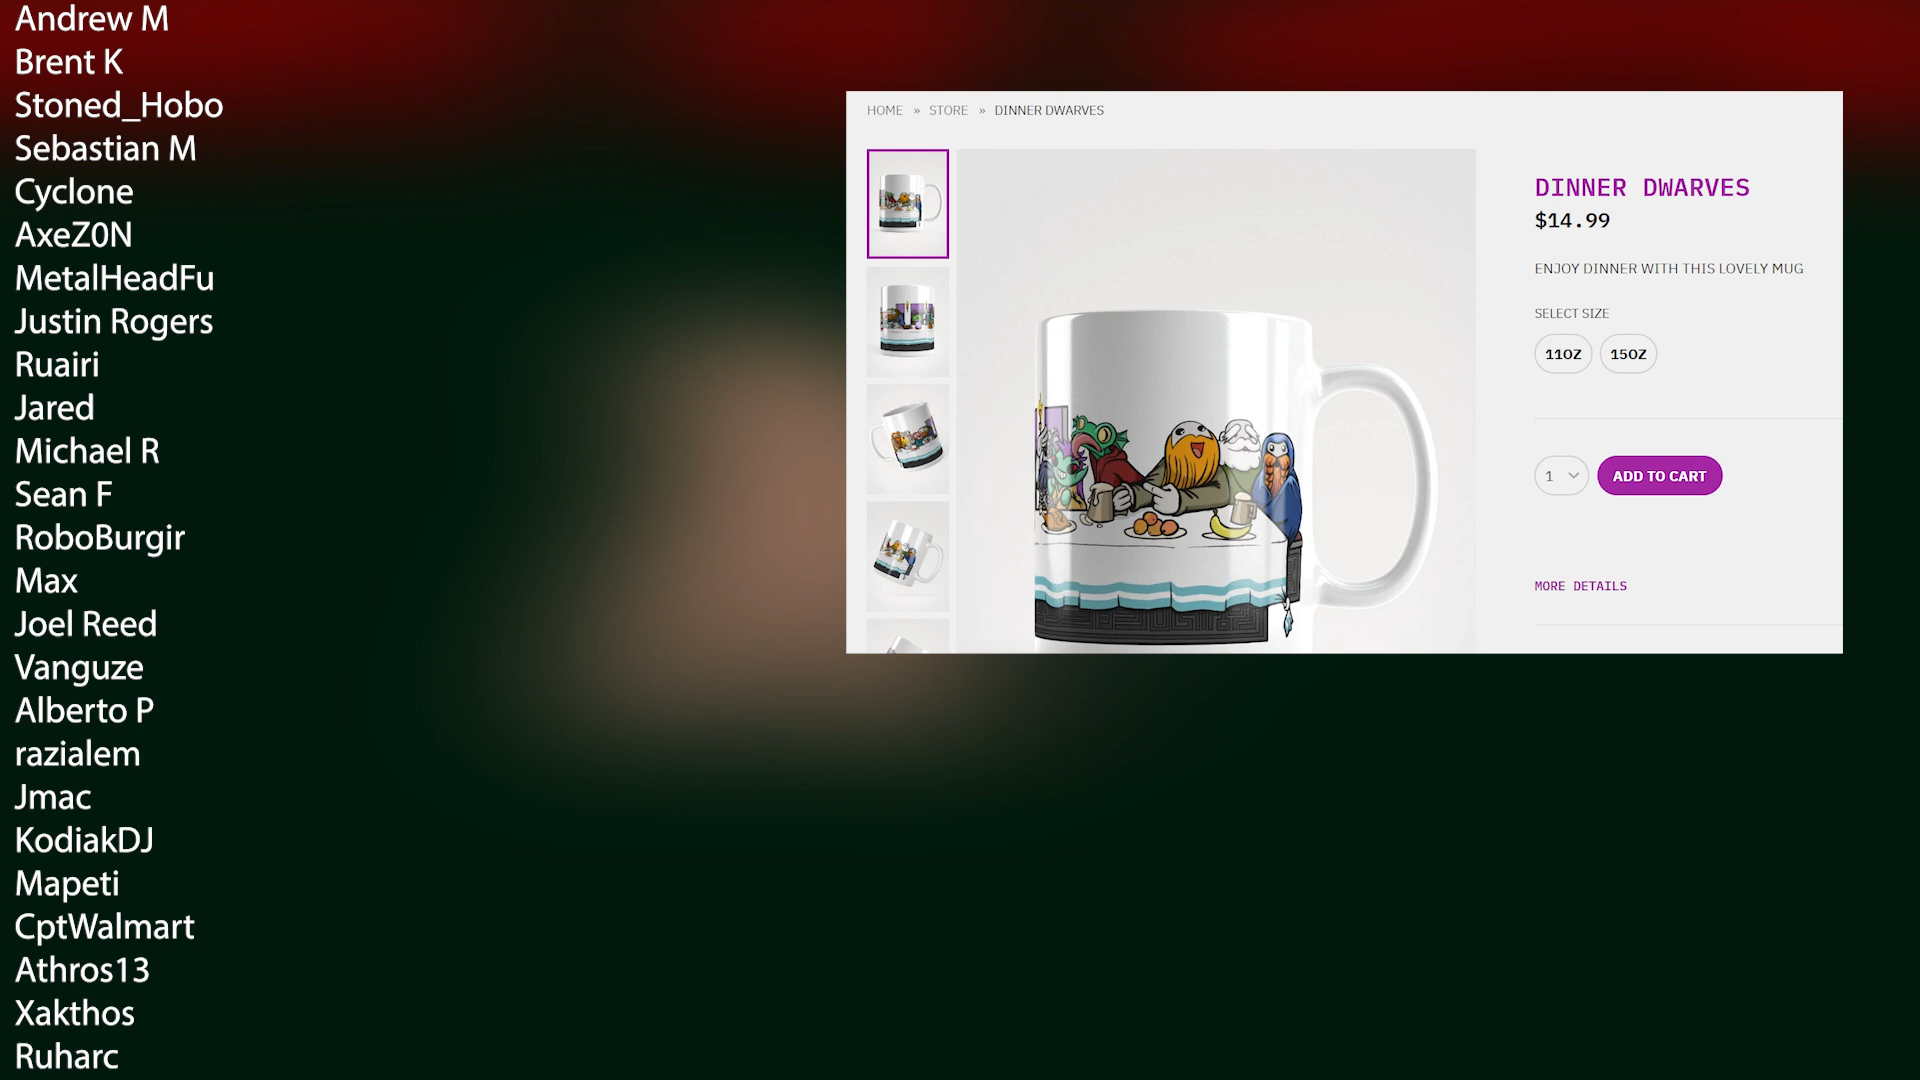 Andrew M
Brent K
Stoned_Hobo
Sebastian M
Cyclone
AxeZ0N
MetalHeadFu
Justin Rogers
Ruairi
Jared
Michael R
Sean F
RoboBurgir
Max
Joel Reed
Vanguze
Alberto P
razialem
Jmac
KodiakDJ
Mapeti
CptWalmart
Athros13
Xakthos
Ruharc
HOME » STORE » DINNER DWARVES
DINNER DWARVES
$14.99
ENJOY DINNER WITH THIS LOVELY MUG
SELECT SIZE
11OZ 15OZ
1 ADD TO CART
MORE DETAILS